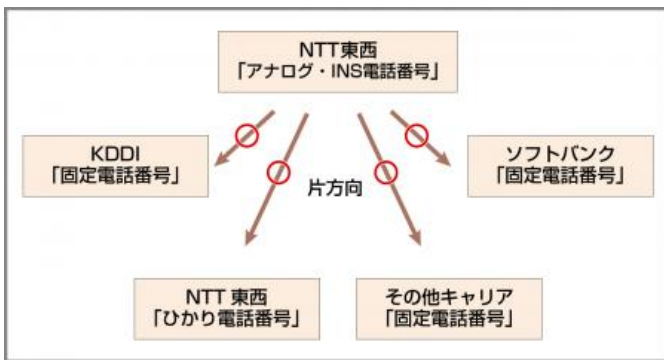 NTT東西
「アナログ・INS電話番号」
KDDI
「固定電話番号」
ソフトバンク
「固定電話番号」
片方向
NTT 東西
「ひかり電話番号」
その他キャリア
「固定電話番号」